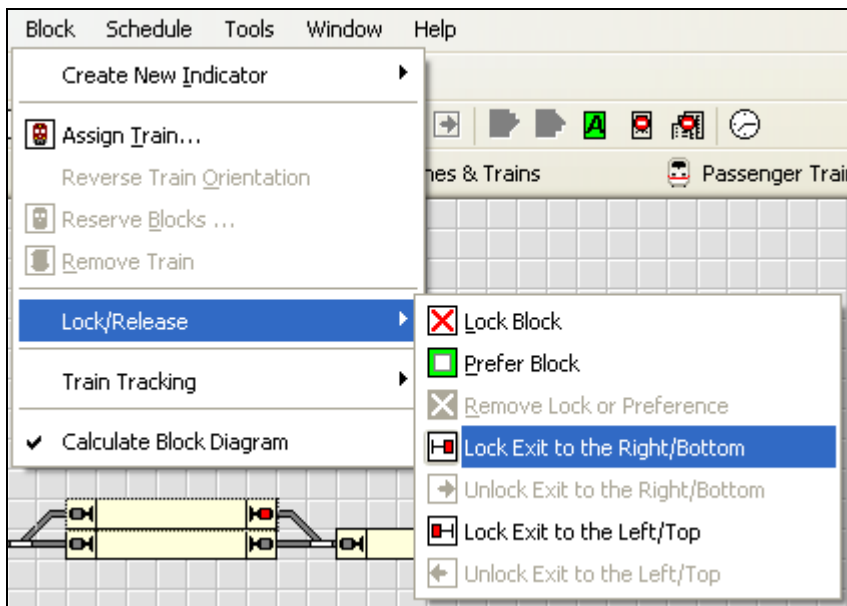 Block Schedule Tools Window Help
Create New Indicator
Assign Train...
Reverse Train Orientation
Reserve Blocks ...
Remove Train
Lock/Release
Train Tracking
Calculate Block Diagram
A
nes & Trains Passenger Trai
Lock Block
Prefer Block
Remove Lock or Preference
Lock Exit to the Right/Bottom
Unlock Exit to the Right/Bottom
Lock Exit to the Left/Top
Unlock Exit to the Left/Top